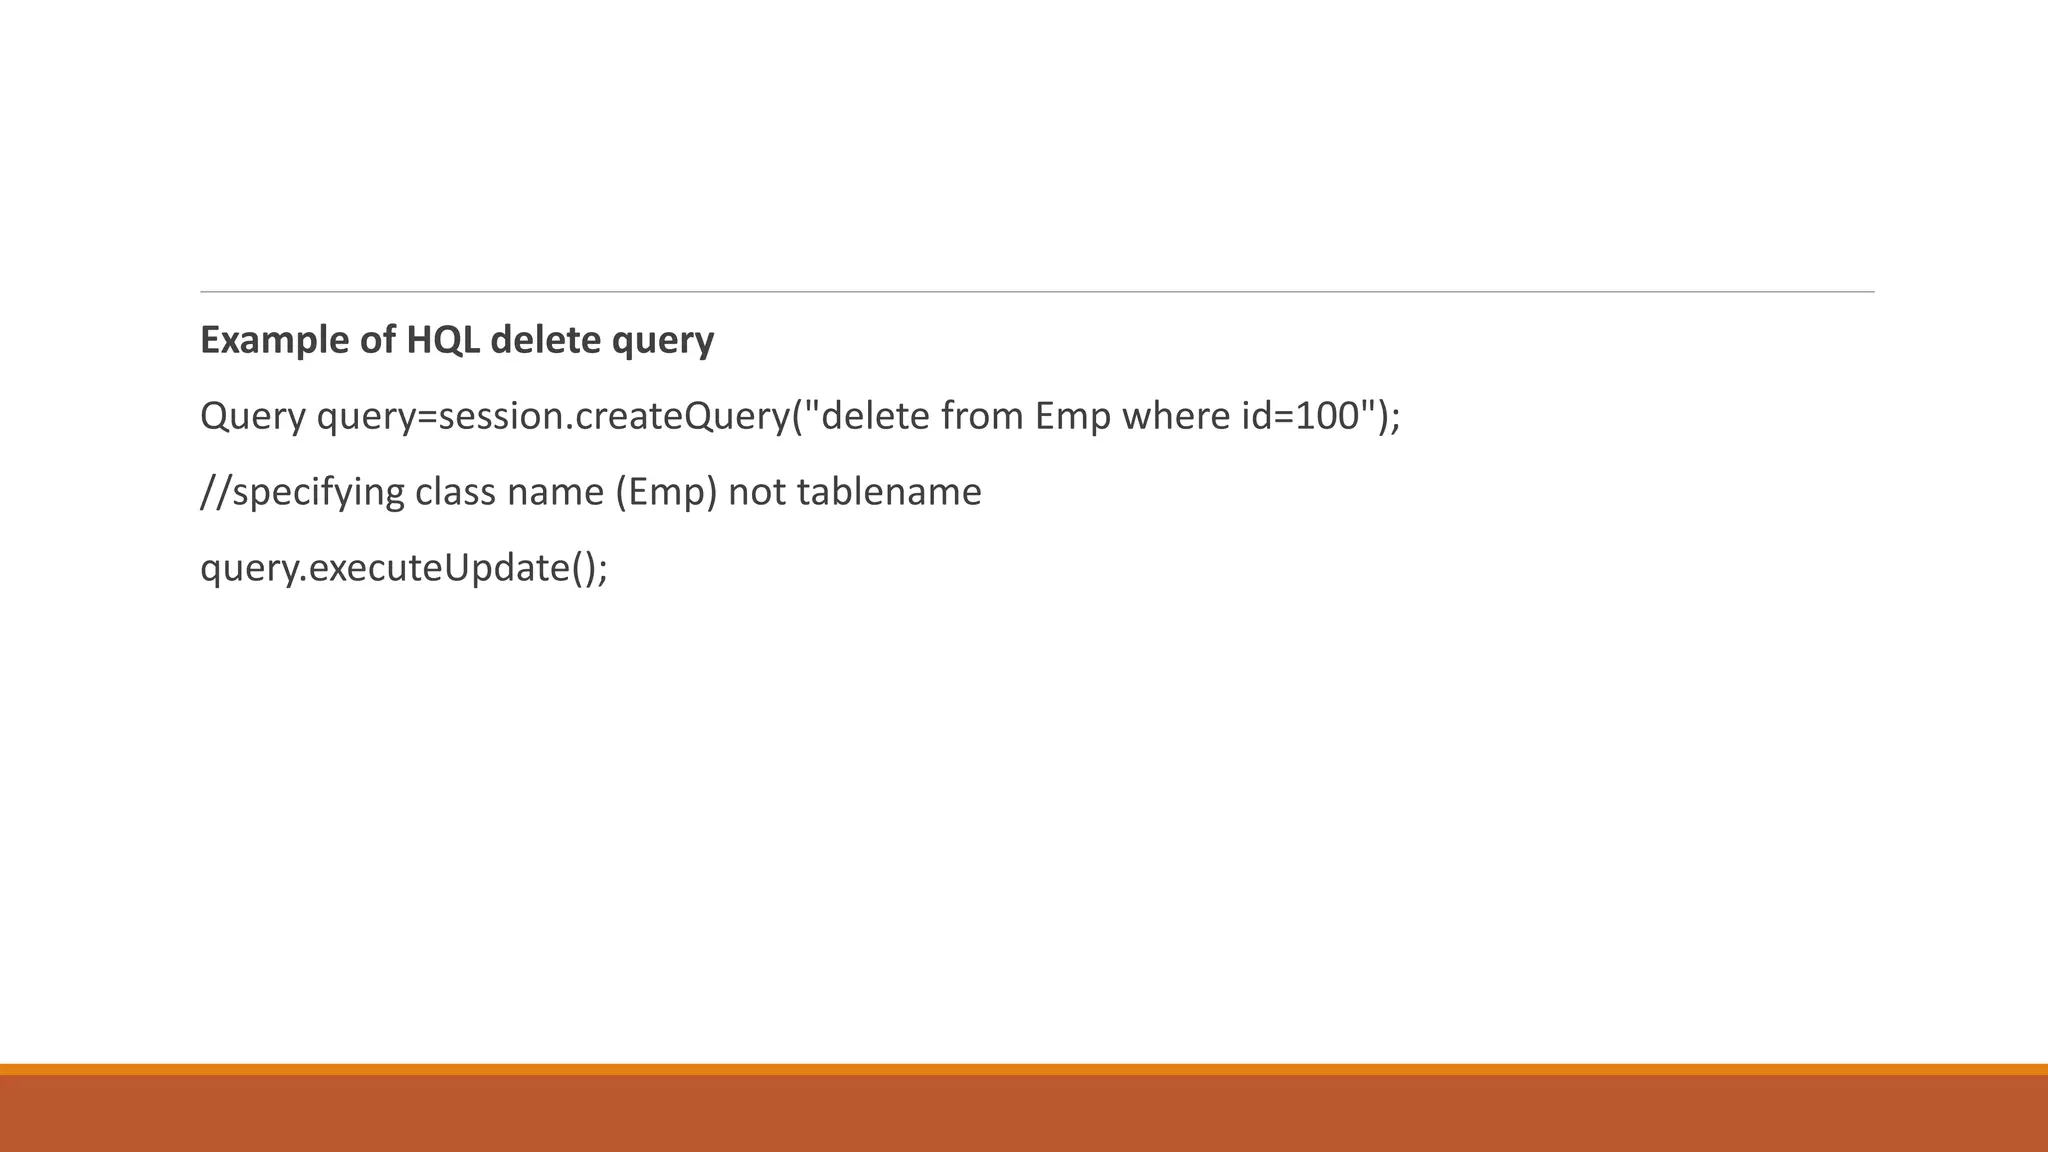 Example of HQL delete query
Query query=session.createQuery("delete from Emp where id=100");
//specifying class name (Emp) not tablename
query.executeUpdate();